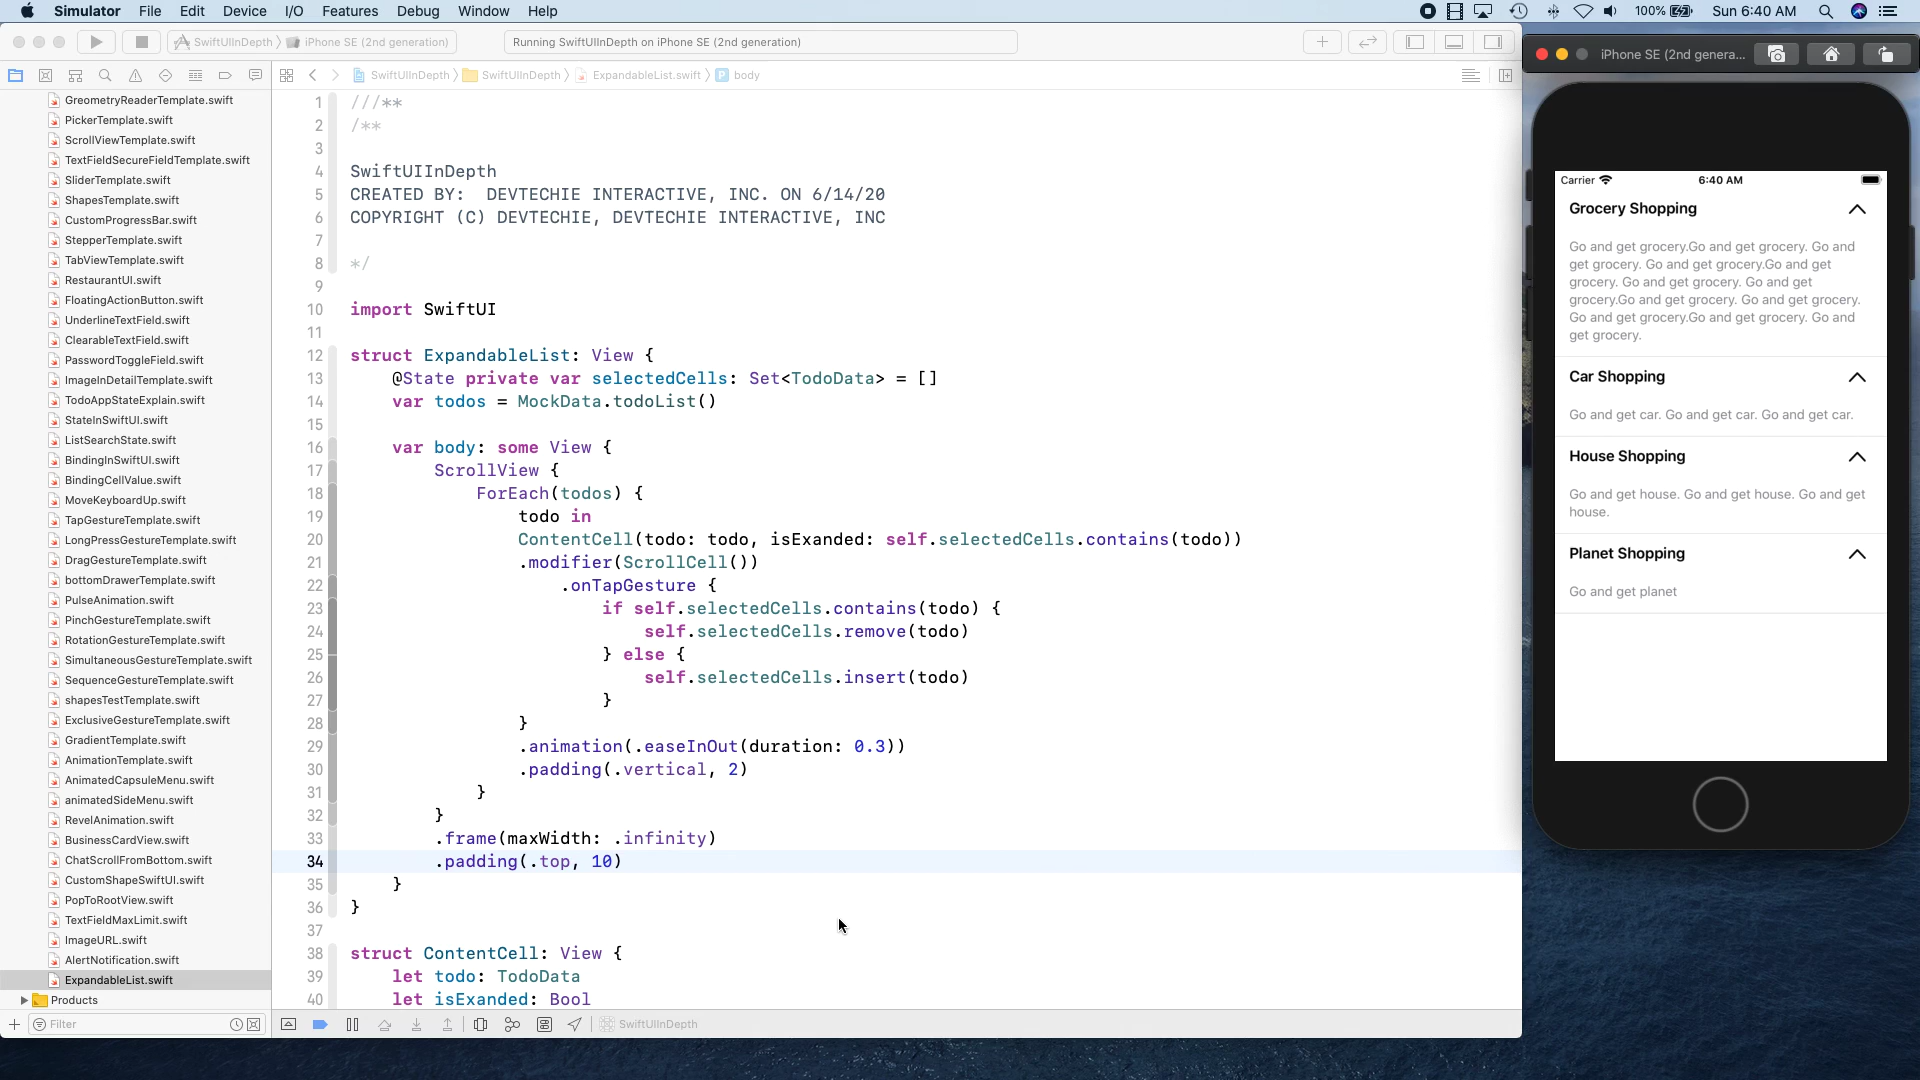 Simulator File Edit Device I/O Features Debug Window Help 100% Sun 6:40 AM
SwiftUIInDepth iPhone SE (2nd generation) Running SwiftUIInDepth on iPhone SE (2nd generation)
SwiftUIInDepth SwiftUIInDepth ExpandableList.swift P body
GreometryReaderTemplate.swift
PickerTemplate.swift
ScrollViewTemplate.swift
TextFieldSecureFieldTemplate.swift
SliderTemplate.swift
ShapesTemplate.swift
CustomProgressBar.swift
StepperTemplate.swift
TabViewTemplate.swift
RestaurantUI.swift
FloatingActionButton.swift
UnderlineTextField.swift
ClearableTextField.swift
PasswordToggleField.swift
ImageInDetailTemplate.swift
TodoAppStateExplain.swift
StateInSwiftUI.swift
ListSearchState.swift
BindingInSwiftUI.swift
BindingCellValue.swift
MoveKeyboardUp.swift
TapGestureTemplate.swift
LongPressGestureTemplate.swift
DragGestureTemplate.swift
bottomDrawerTemplate.swift
PulseAnimation.swift
PinchGestureTemplate.swift
RotationGestureTemplate.swift
SimultaneousGestureTemplate.swift
SequenceGestureTemplate.swift
shapesTestTemplate.swift
ExclusiveGestureTemplate.swift
GradientTemplate.swift
AnimationTemplate.swift
AnimatedCapsuleMenu.swift
animatedSideMenu.swift
RevelAnimation.swift
BusinessCardView.swift
ChatScrollFromBottom.swift
CustomShapeSwiftUI.swift
PopToRootView.swift
TextFieldMaxLimit.swift
ImageURL.swift
AlertNotification.swift
ExpandableList.swift
Products
Filter
1 ///**
2 /**
3
4 SwiftUIInDepth
5 CREATED BY:  DEVTECHIE INTERACTIVE, INC. ON 6/14/20
6 COPYRIGHT (C) DEVTECHIE, DEVTECHIE INTERACTIVE, INC
7
8 */
9
10 import SwiftUI
11
12 struct ExpandableList: View {
13     @State private var selectedCells: Set<TodoData> = []
14     var todos = MockData.todoList()
15
16     var body: some View {
17         ScrollView {
18             ForEach(todos) {
19                 todo in
20                 ContentCell(todo: todo, isExanded: self.selectedCells.contains(todo))
21                 .modifier(ScrollCell())
22                     .onTapGesture {
23                         if self.selectedCells.contains(todo) {
24                             self.selectedCells.remove(todo)
25                         } else {
26                             self.selectedCells.insert(todo)
27                         }
28                 }
29                 .animation(.easeInOut(duration: 0.3))
30                 .padding(.vertical, 2)
31             }
32         }
33         .frame(maxWidth: .infinity)
34         .padding(.top, 10)
35     }
36 }
37
38 struct ContentCell: View {
39     let todo: TodoData
40     let isExanded: Bool
SwiftUIInDepth
iPhone SE (2nd genera...
Carrier 6:40 AM
Grocery Shopping
Go and get grocery.Go and get grocery. Go and
get grocery. Go and get grocery.Go and get
grocery. Go and get grocery. Go and get
grocery.Go and get grocery. Go and get grocery.
Go and get grocery.Go and get grocery. Go and
get grocery.
Car Shopping
Go and get car. Go and get car. Go and get car.
House Shopping
Go and get house. Go and get house. Go and get
house.
Planet Shopping
Go and get planet